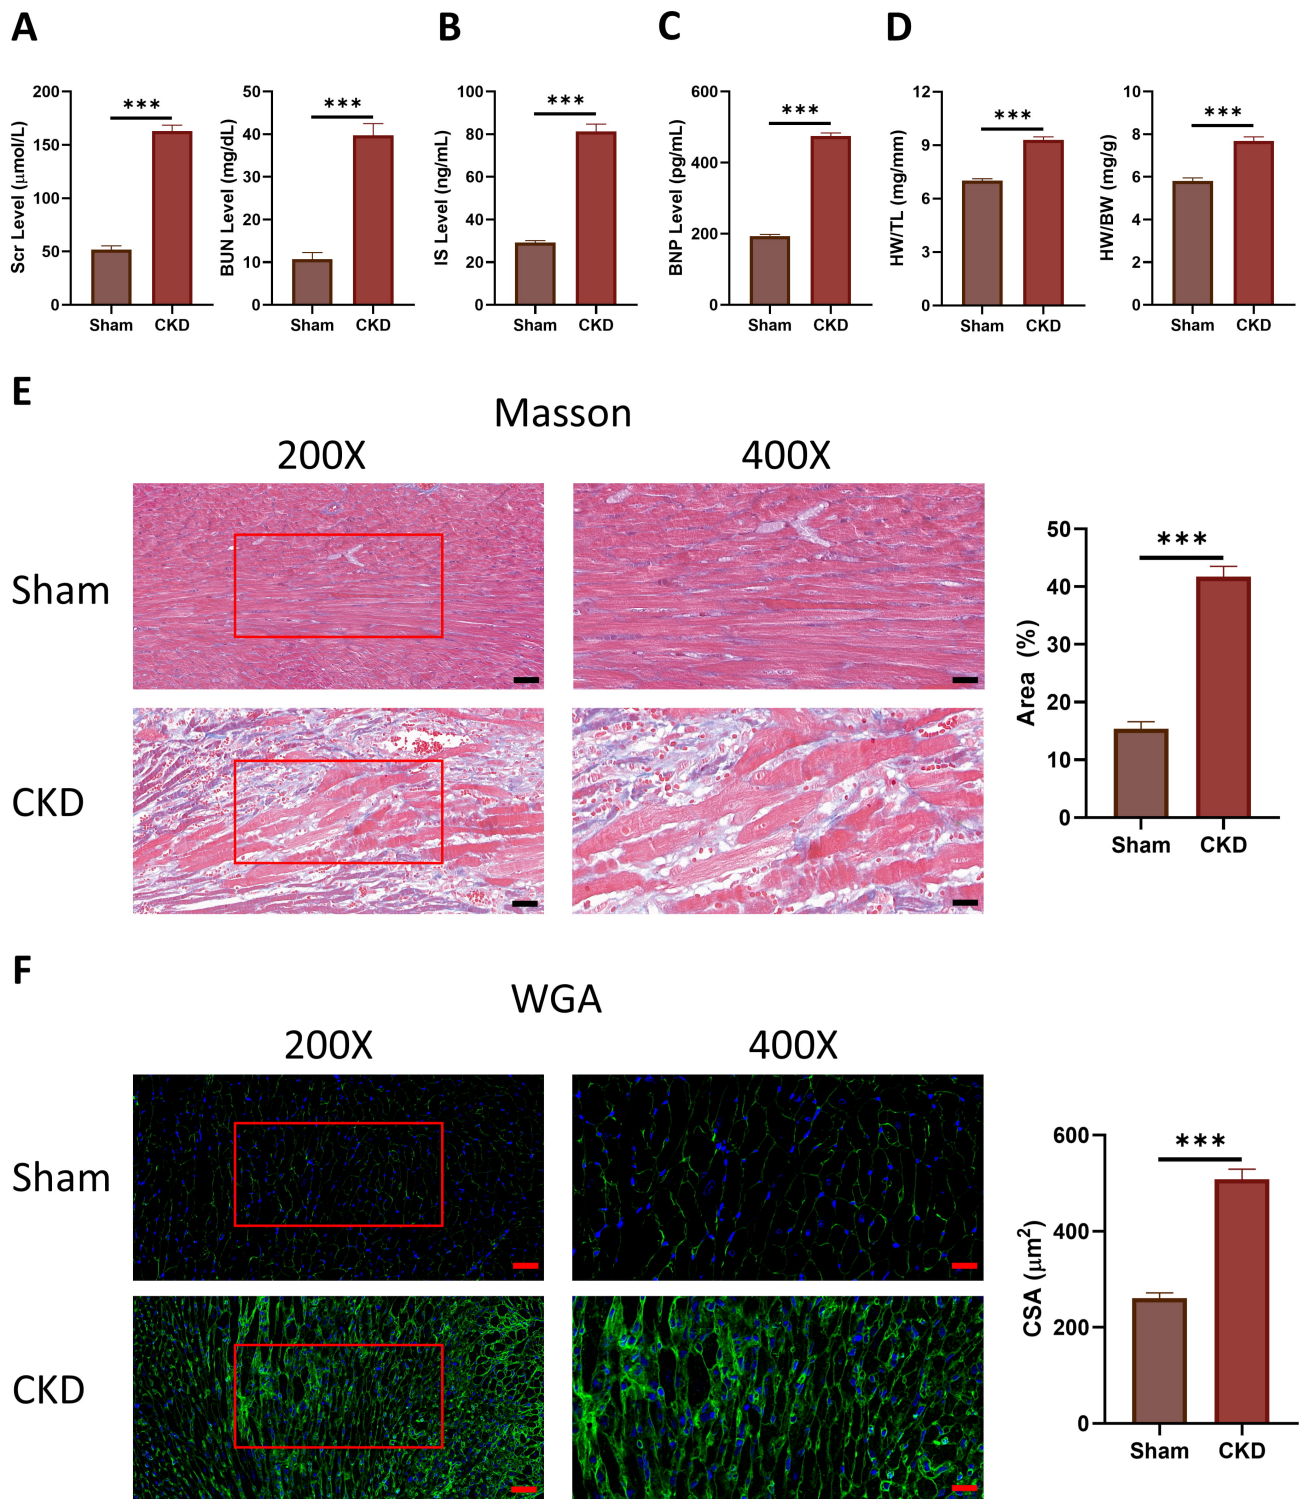 A
B
C
D
200
150
100
50
0
Scr Level (μmol/L)
***
Sham
CKD
50
40
30
20
10
0
BUN Level (mg/dL)
***
Sham
CKD
100
80
60
40
20
0
IS Level (ng/mL)
***
Sham
CKD
600
400
200
0
BNP Level (pg/mL)
***
Sham
CKD
12
9
6
3
0
HW/TL (mg/mm)
***
Sham
CKD
10
8
6
4
2
0
HW/BW (mg/g)
***
Sham
CKD
E
Masson
200X
400X
Sham
CKD
50
40
30
20
10
0
Area (%)
***
Sham
CKD
F
WGA
200X
400X
Sham
CKD
600
400
200
0
CSA (μm²)
***
Sham
CKD